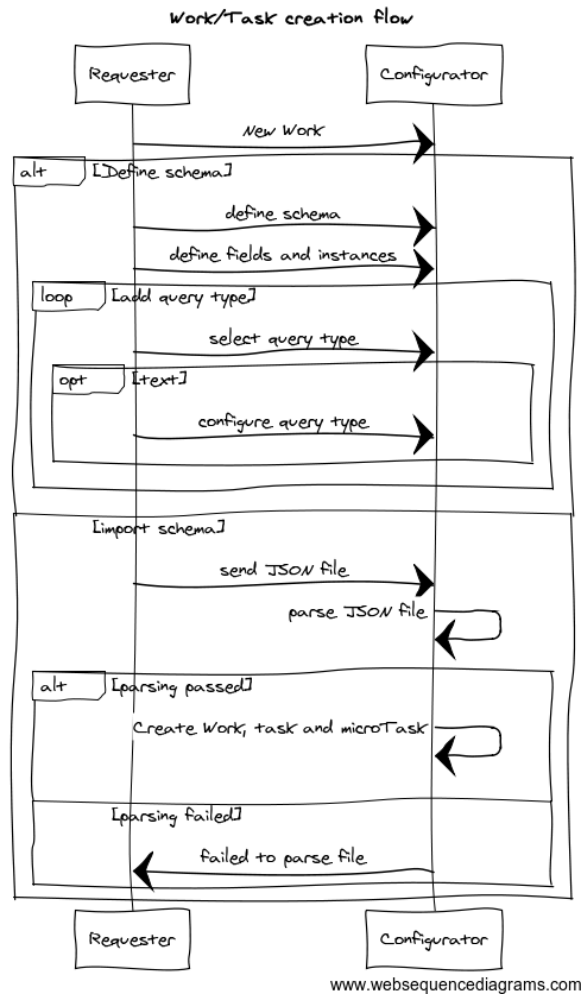 Work/Task creation flow
Requester
Configurator
New Work
alt
[Define schema]
define schema
define fields and instances
loop
[add query type]
select query type
opt
[text]
configure query type
[import schema]
send JSON file
parse JSON file
alt
[parsing passed]
Create Work, task and microTask
[parsing failed]
failed to parse file
Requester
Configurator
www.websequencediagrams.com